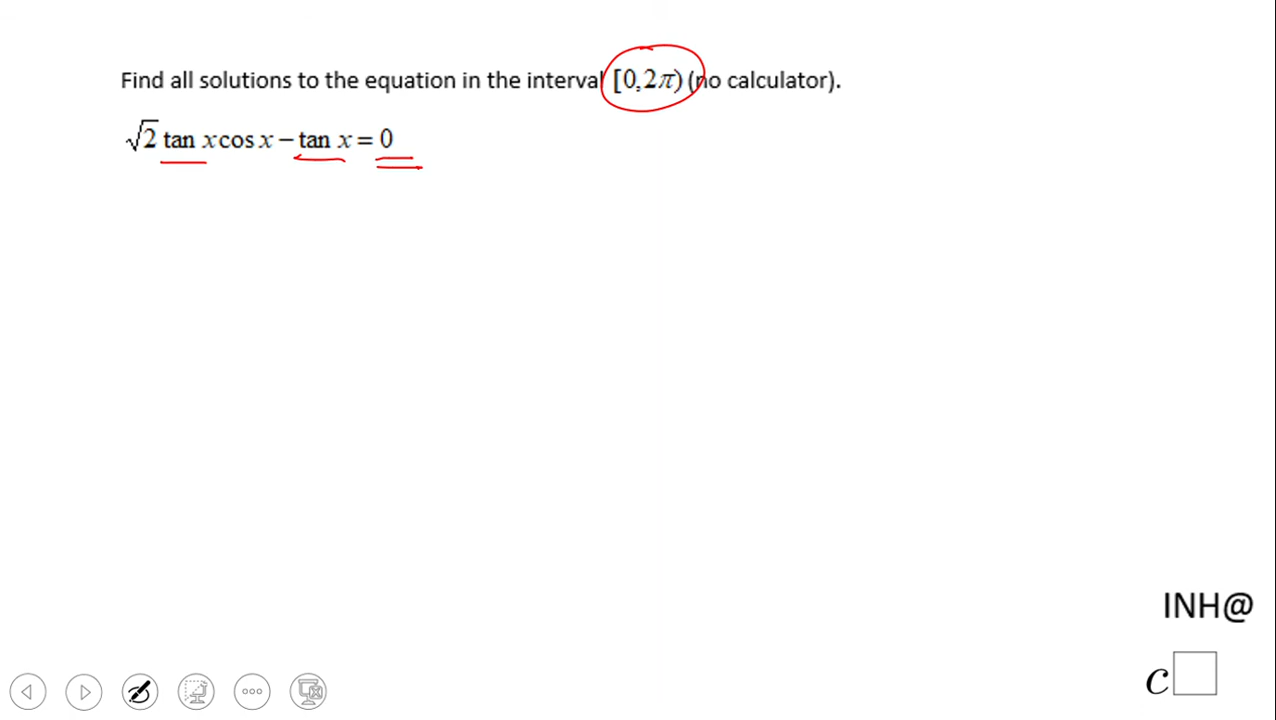 Find all solutions to the equation in the interval [0,2π) (no calculator).
√2 tan x cos x − tan x = 0
INH@
c